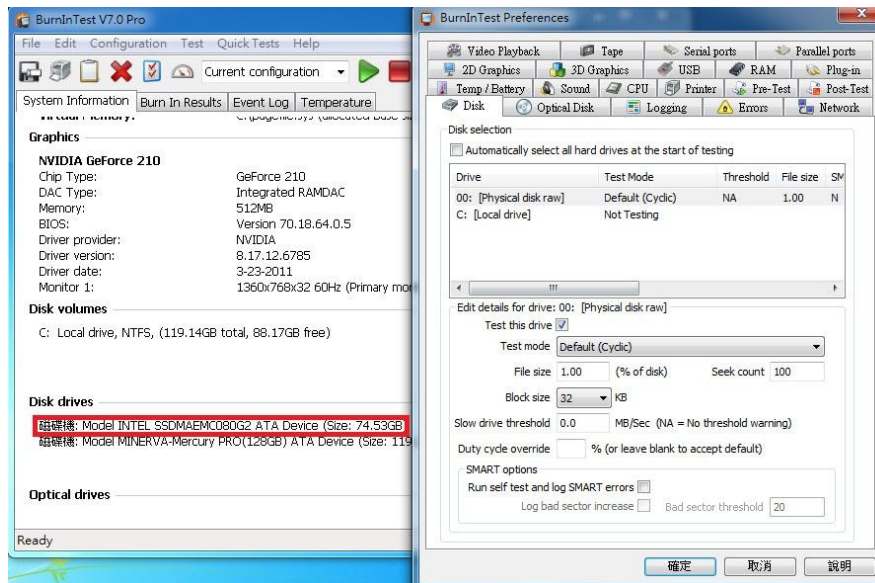 BurnInTest V7.0 Pro
File Edit Configuration Test Quick Tests Help
Current configuration
System Information Burn In Results Event Log Temperature
Graphics
NVIDIA GeForce 210
Chip Type: GeForce 210
DAC Type: Integrated RAMDAC
Memory: 512MB
BIOS: Version 70.18.64.0.5
Driver provider: NVIDIA
Driver version: 8.17.12.6785
Driver date: 3-23-2011
Monitor 1: 1360x768x32 60Hz (Primary mon
Disk volumes
C: Local drive, NTFS, (119.14GB total, 88.17GB free)
Disk drives
磁碟機: Model INTEL SSDMAEMC080G2 ATA Device (Size: 74.53GB)
磁碟機: Model MINERVA-Mercury PRO(128GB) ATA Device (Size: 119
Optical drives
Ready
BurnInTest Preferences
Video Playback Tape Serial ports Parallel ports
2D Graphics 3D Graphics USB RAM Plug-in
Temp / Battery Sound CPU Printer Pre-Test Post-Test
Disk Optical Disk Logging Errors Network
Disk selection
Automatically select all hard drives at the start of testing
Drive Test Mode Threshold File size SM
00: [Physical disk raw] Default (Cyclic) NA 1.00 N
C: [Local drive] Not Testing
Edit details for drive: 00: [Physical disk raw]
Test this drive
Test mode Default (Cyclic)
File size 1.00 (% of disk) Seek count 100
Block size 32 KB
Slow drive threshold 0.0 MB/Sec (NA = No threshold warning)
Duty cycle override % (or leave blank to accept default)
SMART options
Run self test and log SMART errors
Log bad sector increase Bad sector threshold 20
確定 取消 說明